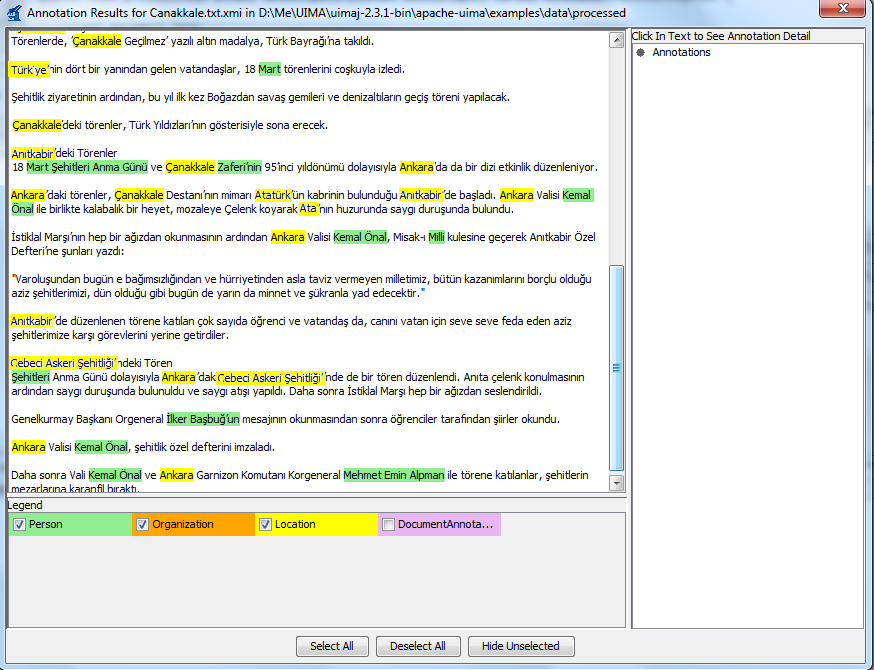 Annotation Results for Canakkale.txt.xmi in D:\Me\UIMA\uimaj-2.3.1-bin\apache-uima\examples\data\processed
Törenlerde, ‘Çanakkale Geçilmez’ yazılı altın madalya, Türk Bayrağı’na takıldı.
Türk'ye’nin dört bir yanından gelen vatandaşlar, 18 Mart törenlerini coşkuyla izledi.
Şehitlik ziyaretinin ardından, bu yıl ilk kez Boğazdan savaş gemileri ve denizaltıların geçiş töreni yapılacak.
Çanakkale’deki törenler, Türk Yıldızları’nın gösterisiyle sona erecek.
Anıtkabir’deki Törenler
18 Mart Şehitleri Anma Günü ve Çanakkale Zaferi’nin 95’inci yıldönümü dolayısıyla Ankara’da da bir dizi etkinlik düzenleniyor.
Ankara’daki törenler, Çanakkale Destanı’nın mimarı Atatürk’ün kabrinin bulunduğu Anıtkabir’de başladı. Ankara Valisi Kemal
Önal ile birlikte kalabalık bir heyet, mozaleye Çelenk koyarak Ata’nın huzurunda saygı duruşunda bulundu.
İstiklal Marşı’nın hep bir ağızdan okunmasının ardından Ankara Valisi Kemal Önal, Misak-ı Milli kulesine geçerek Anıtkabir Özel
Defteri’ne şunları yazdı:
"Varoluşundan bugün e bağımsızlığından ve hürriyetinden asla taviz vermeyen milletimiz, bütün kazanımlarını borçlu olduğu
aziz şehitlerimizi, dün olduğu gibi bugün de yarın da minnet ve şükranla yad edecektir."
Anıtkabir’de düzenlenen törene katılan çok sayıda öğrenci ve vatandaş da, canını vatan için seve seve feda eden aziz
şehitlerimize karşı görevlerini yerine getirdiler.
Cebeci Askeri Şehitliği’ndeki Tören
Şehitleri Anma Günü dolayısıyla Ankara’dak Cebeci Askeri Şehitliği’nde de bir tören düzenlendi. Anıta çelenk konulmasının
ardından saygı duruşunda bulunuldu ve saygı atışı yapıldı. Daha sonra İstiklal Marşı hep bir ağızdan seslendirildi.
Genelkurmay Başkanı Orgeneral İlker Başbuğ’un mesajının okunmasından sonra öğrenciler tarafından şiirler okundu.
Ankara Valisi Kemal Önal, şehitlik özel defterini imzaladı.
Daha sonra Vali Kemal Önal ve Ankara Garnizon Komutanı Korgeneral Mehmet Emin Alpman ile törene katılanlar, şehitlerin
mezarlarına karanfil bıraktı.
Click In Text to See Annotation Detail
Annotations
Legend
Person
Organization
Location
DocumentAnnota...
Select All
Deselect All
Hide Unselected